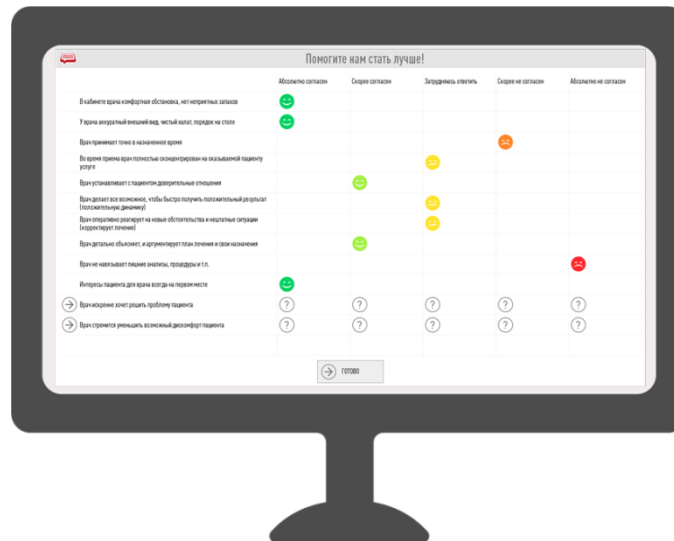 Помогите нам стать лучше!
Абсолютно согласен Скорее согласен Затрудняюсь ответить Скорее не согласен Абсолютно не согласен
В кабинете врача комфортная обстановка, нет неприятных запахов
У врача аккуратный внешний вид, чистый халат, порядок на столе
Врач принимает точно в назначенное время
Во время приема врач полностью сконцентрирован на оказываемой пациенту
услуге
Врач устанавливает с пациентом доверительные отношения
Врач делает все возможное, чтобы быстро получить положительный результат
(положительную динамику)
Врач оперативно реагирует на новые обстоятельства и нештатные ситуации
(корректирует лечение)
Врач детально объясняет, и аргументирует план лечения и свои назначения
Врач не навязывает лишние анализы, процедуры и т.п.
Интересы пациента для врача всегда на первом месте
Врач искренне хочет решить проблему пациента ? ? ? ? ?
Врач стремится уменьшить возможный дискомфорт пациента ? ? ? ? ?
ГОТОВО